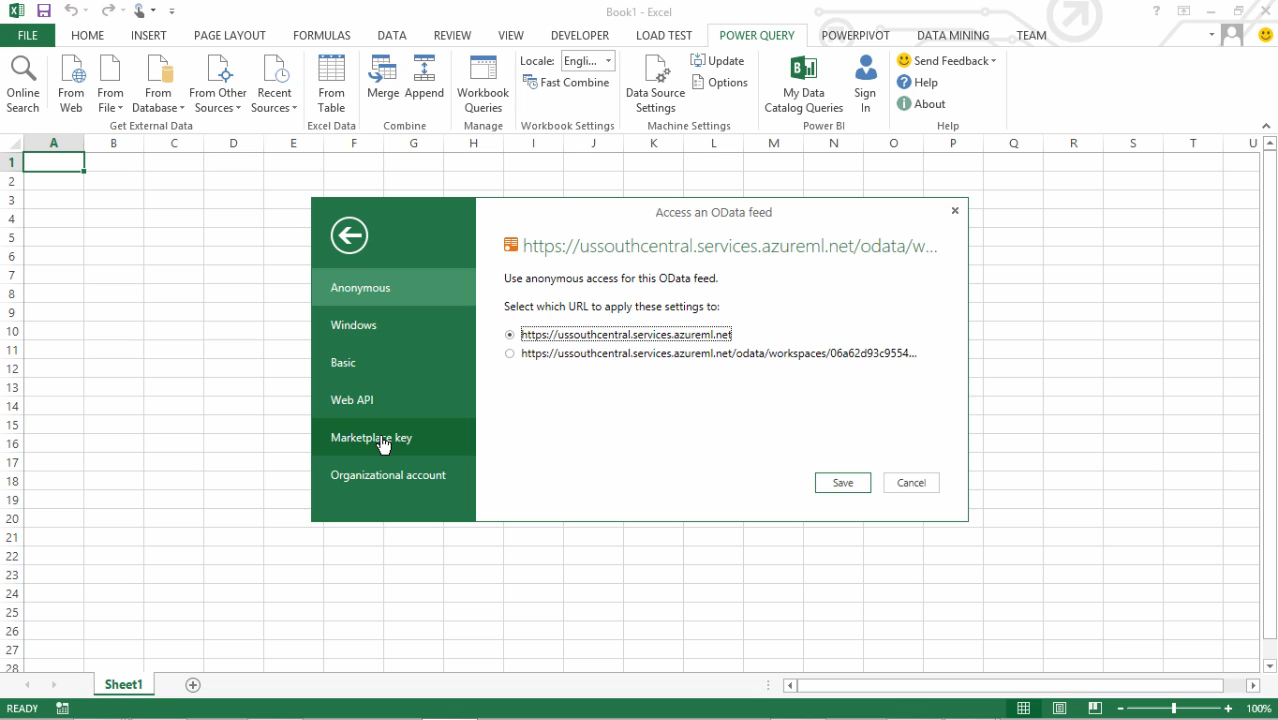 Book1 - Excel
FILE HOME INSERT PAGE LAYOUT FORMULAS DATA REVIEW VIEW DEVELOPER LOAD TEST POWER QUERY POWERPIVOT DATA MINING TEAM
Online Search
From Web
From File
From Database
From Other Sources
Recent Sources
Get External Data
From Table
Excel Data
Merge
Append
Combine
Workbook Queries
Manage
Locale: Engli...
Fast Combine
Workbook Settings
Data Source Settings
Update
Options
Machine Settings
My Data Catalog Queries
Sign In
Power BI
Send Feedback
Help
About
Help
A B C D E F G H I J K L M N O P Q R S T U
1
2
3
4
5
6
7
8
9
10
11
12
13
14
15
16
17
18
19
20
21
22
23
24
25
26
27
28
Anonymous
Windows
Basic
Web API
Marketplace key
Organizational account
Access an OData feed
https://ussouthcentral.services.azureml.net/odata/w...
Use anonymous access for this OData feed.
Select which URL to apply these settings to:
https://ussouthcentral.services.azureml.net
https://ussouthcentral.services.azureml.net/odata/workspaces/06a62d93c9554...
Save Cancel
Sheet1
READY
100%